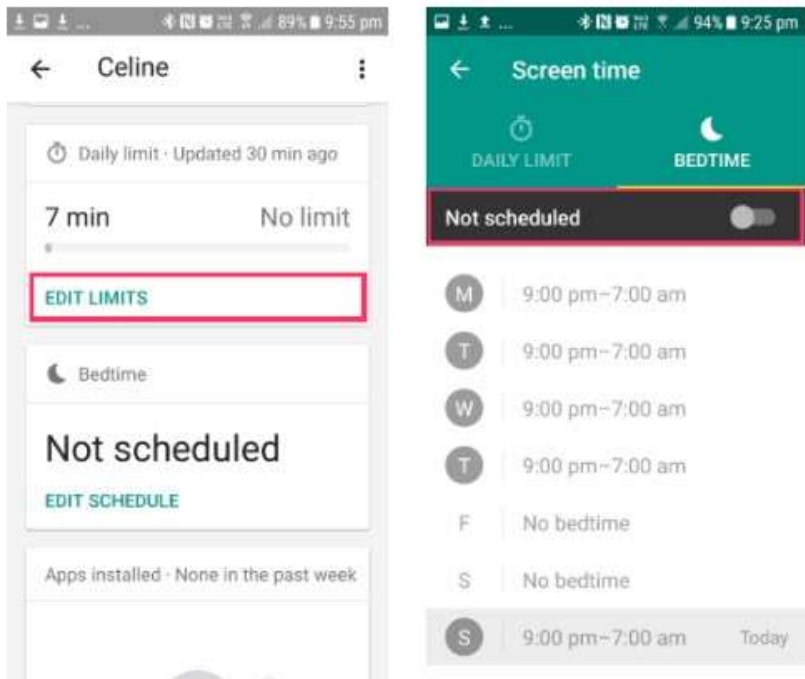 ... 89% 9:55 pm
Celine
Daily limit · Updated 30 min ago
7 min No limit
EDIT LIMITS
Bedtime
Not scheduled
EDIT SCHEDULE
Apps installed · None in the past week
... 94% 9:25 pm
Screen time
DAILY LIMIT BEDTIME
Not scheduled
M 9:00 pm–7:00 am
T 9:00 pm–7:00 am
W 9:00 pm–7:00 am
T 9:00 pm–7:00 am
F No bedtime
S No bedtime
S 9:00 pm–7:00 am Today